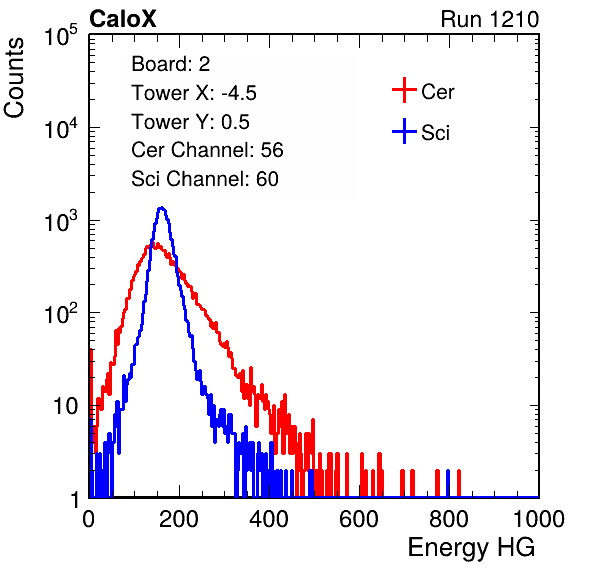 CaloX Run 1210
Counts
Board: 2
Tower X: -4.5
Tower Y: 0.5
Cer Channel: 56
Sci Channel: 60
Cer
Sci
10^5
10^4
10^3
10^2
10
1
0 200 400 600 800 1000
Energy HG